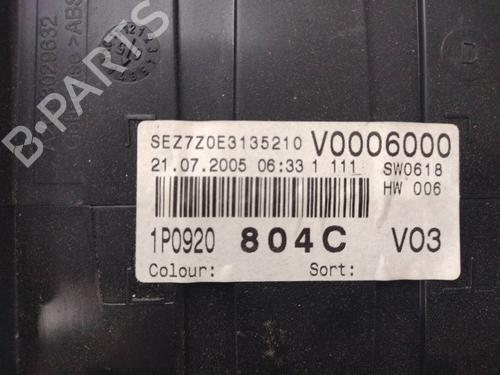 SEZ7Z0E3135210 V0006000
21.07.2005 06:33 1 111 SW0618
HW 006
1P0920 804C V03
Colour: Sort:
B-PARTS
D